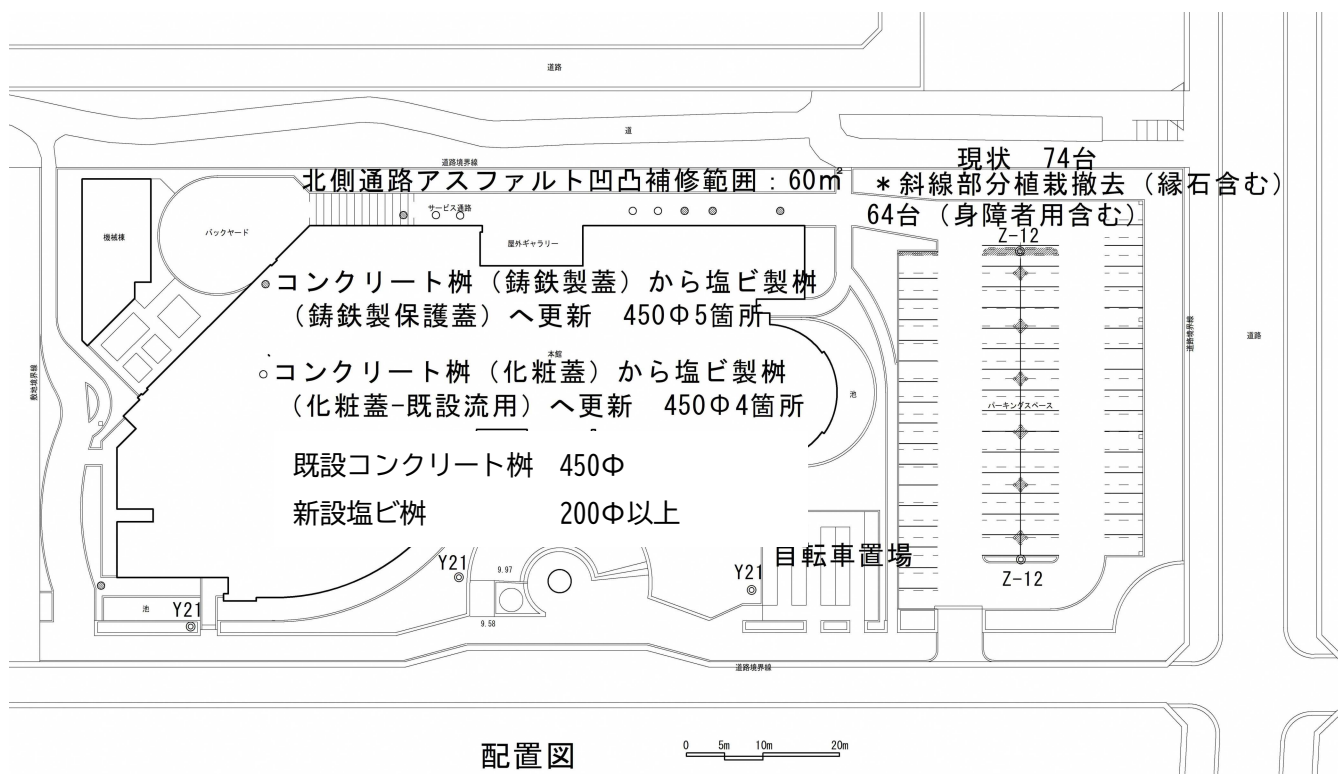 道路
道
道路境界線
現状　74台
北側通路アスファルト凹凸補修範囲：60㎡
＊斜線部分植栽撤去（縁石含む）
64台（身障者用含む）
サービス通路
機械棟
バックヤード
屋外ギャラリー
Z-12
コンクリート桝（鋳鉄製蓋）から塩ビ製桝
（鋳鉄製保護蓋）へ更新　450Φ5箇所
道路境界線
道路
本館
敷地境界線
コンクリート桝（化粧蓋）から塩ビ製桝
（化粧蓋-既設流用）へ更新　450Φ4箇所
池
パーキングスペース
既設コンクリート桝　450Φ
新設塩ビ桝　200Φ以上
自転車置場
Y21
9.97
Y21
Z-12
池
Y21
9.58
道路境界線
配置図
0 5m 10m 20m